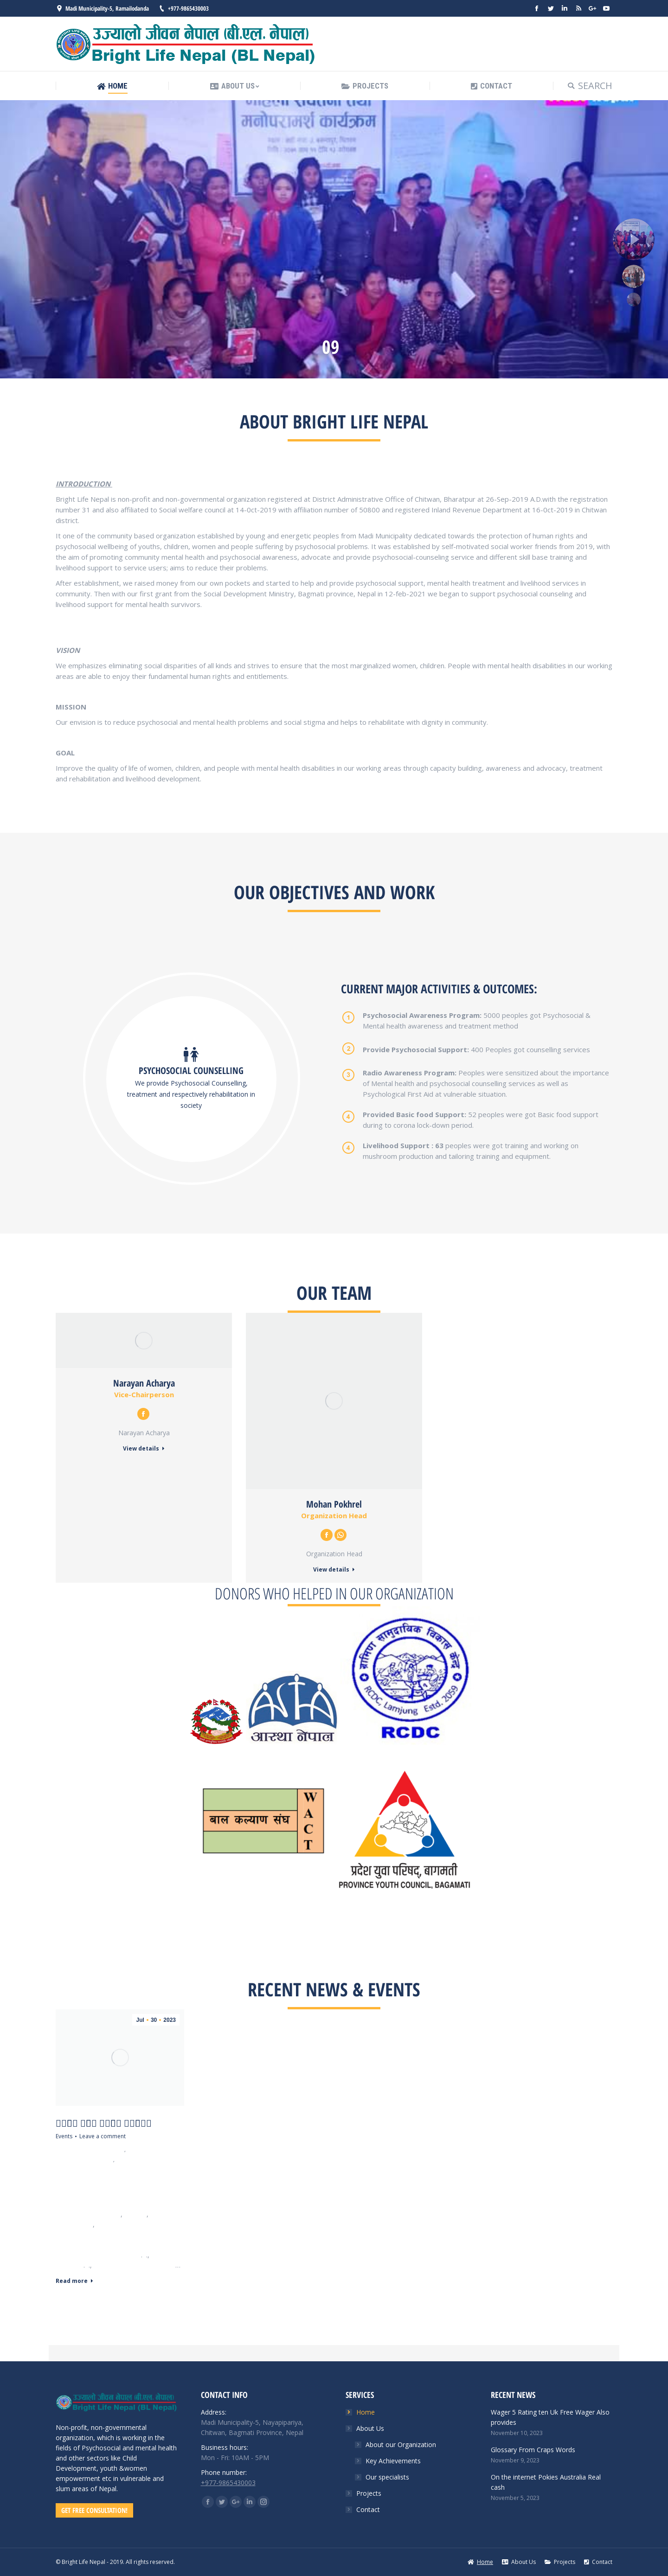 Madi Municipality-5, Ramailodanda +977-9865430003
उज्यालो जीवन नेपाल (बी.एल. नेपाल)
Bright Life Nepal (BL Nepal)
HOME ABOUT US PROJECTS CONTACT SEARCH
मनोपरामर्श कार्यक्रम
09
ABOUT BRIGHT LIFE NEPAL
INTRODUCTION
Bright Life Nepal is non-profit and non-governmental organization registered at District Administrative Office of Chitwan, Bharatpur at 26-Sep-2019 A.D.with the registration
number 31 and also affiliated to Social welfare council at 14-0ct-2019 with affiliation number of 50800 and registered Inland Revenue Department at 16-Oct-2019 in Chitwan
district.
It one of the community based organization established by young and energetic peoples from Madi Municipality dedicated towards the protection of human rights and
psychosocial wellbeing of youths, children, women and people suffering by psychosocial problems. It was established by self-motivated social worker friends from 2019, with
the aim of promoting community mental health and psychosocial awareness, advocate and provide psychosocial-counseling service and different skill base training and
livelihood support to service users; aims to reduce their problems.
After establishment, we raised money from our own pockets and started to help and provide psychosocial support, mental health treatment and livelihood services in
community. Then with our first grant from the Social Development Ministry, Bagmati province, Nepal in 12-feb-2021 we began to support psychosocial counseling and
livelihood support for mental health survivors.
VISION
We emphasizes eliminating social disparities of all kinds and strives to ensure that the most marginalized women, children. People with mental health disabilities in our working
areas are able to enjoy their fundamental human rights and entitlements.
MISSION
Our envision is to reduce psychosocial and mental health problems and social stigma and helps to rehabilitate with dignity in community.
GOAL
Improve the quality of life of women, children, and people with mental health disabilities in our working areas through capacity building, awareness and advocacy, treatment
and rehabilitation and livelihood development.
OUR OBJECTIVES AND WORK
PSYCHOSOCIAL COUNSELLING
We provide Psychosocial Counselling,
treatment and respectively rehabilitation in
society
CURRENT MAJOR ACTIVITIES & OUTCOMES:
1 Psychosocial Awareness Program: 5000 peoples got Psychosocial &
Mental health awareness and treatment method
2 Provide Psychosocial Support: 400 Peoples got counselling services
3 Radio Awareness Program: Peoples were sensitized about the importance
of Mental health and psychosocial counselling services as well as
Psychological First Aid at vulnerable situation.
4 Provided Basic food Support: 52 peoples were got Basic food support
during to corona lock-down period.
4 Livelihood Support : 63 peoples were got training and working on
mushroom production and tailoring training and equipment.
OUR TEAM
Narayan Acharya
Vice-Chairperson
Narayan Acharya
View details
Mohan Pokhrel
Organization Head
Organization Head
View details
DONORS WHO HELPED IN OUR ORGANIZATION
ग्रामिण सामुदायिक विकास केन्द्र
RCDC, Lamjung Estd. 2059
RCDC
आस्था नेपाल
बाल कल्याण संघ
WACT
प्रदेश युवा परिषद्, बागमती
PROVINCE YOUTH COUNCIL, BAGAMATI
RECENT NEWS & EVENTS
Jul - 30 - 2023
Events • Leave a comment
Read more
उज्यालो जीवन नेपाल (बी.एल. नेपाल)
Bright Life Nepal (BL Nepal)
Non-profit, non-governmental
organization, which is working in the
fields of Psychosocial and mental health
and other sectors like Child
Development, youth &women
empowerment etc in vulnerable and
slum areas of Nepal.
GET FREE CONSULTATION!
CONTACT INFO
Address:
Madi Municipality-5, Nayapipariya,
Chitwan, Bagmati Province, Nepal
Business hours:
Mon - Fri: 10AM - 5PM
Phone number:
+977-9865430003
SERVICES
Home
About Us
About our Organization
Key Achievements
Our specialists
Projects
Contact
RECENT NEWS
Wager 5 Rating ten Uk Free Wager Also
provides
November 10, 2023
Glossary From Craps Words
November 9, 2023
On the internet Pokies Australia Real
cash
November 5, 2023
© Bright Life Nepal - 2019. All rights reserved.
Home About Us Projects Contact